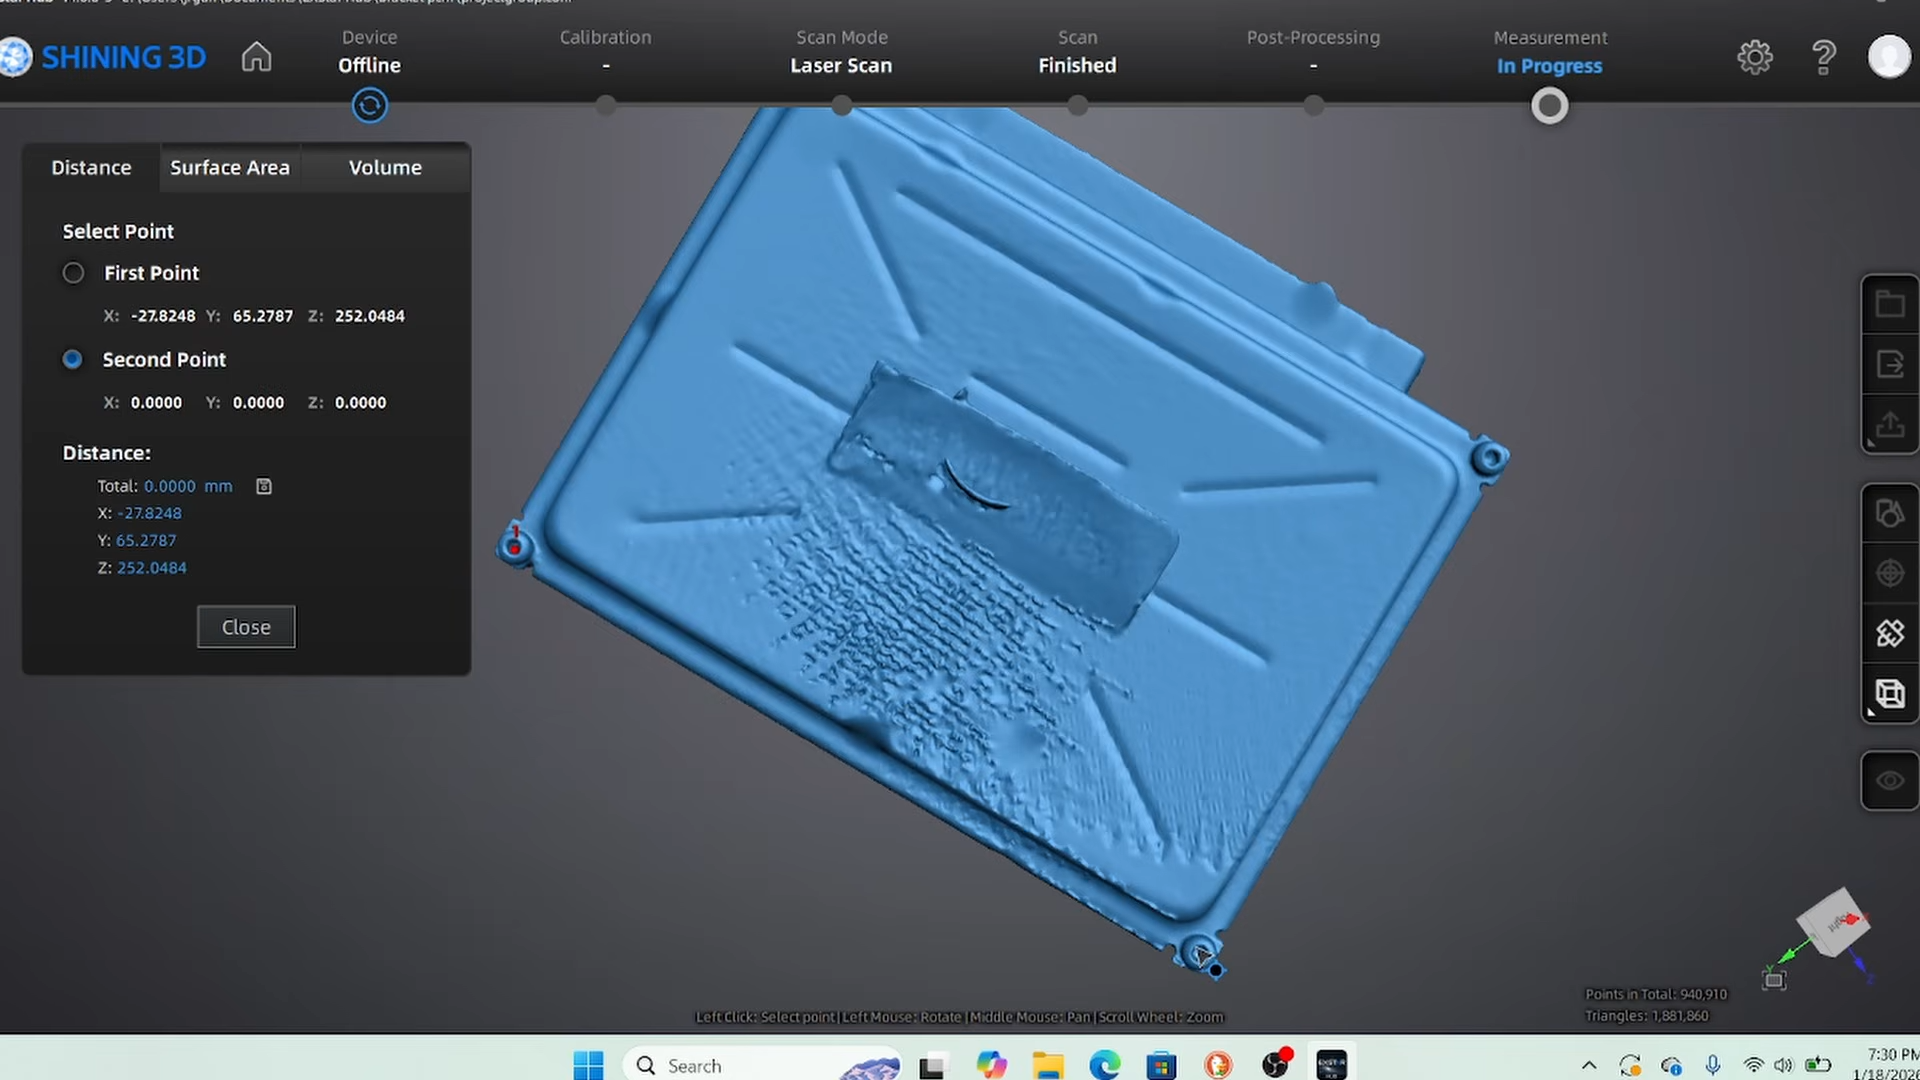 SHINING 3D
Device
Offline
Calibration
-
Scan Mode
Laser Scan
Scan
Finished
Post-Processing
-
Measurement
In Progress
Distance Surface Area Volume
Select Point
First Point
X: -27.8248 Y: 65.2787 Z: 252.0484
Second Point
X: 0.0000 Y: 0.0000 Z: 0.0000
Distance:
Total: 0.0000 mm
X: -27.8248
Y: 65.2787
Z: 252.0484
Close
1
Y
Z
Points in Total: 940,910
Triangles: 1,881,860
Left Click: Select point|Left Mouse: Rotate |Middle Mouse: Pan |Scroll Wheel: Zoom
Search
7:30 PM